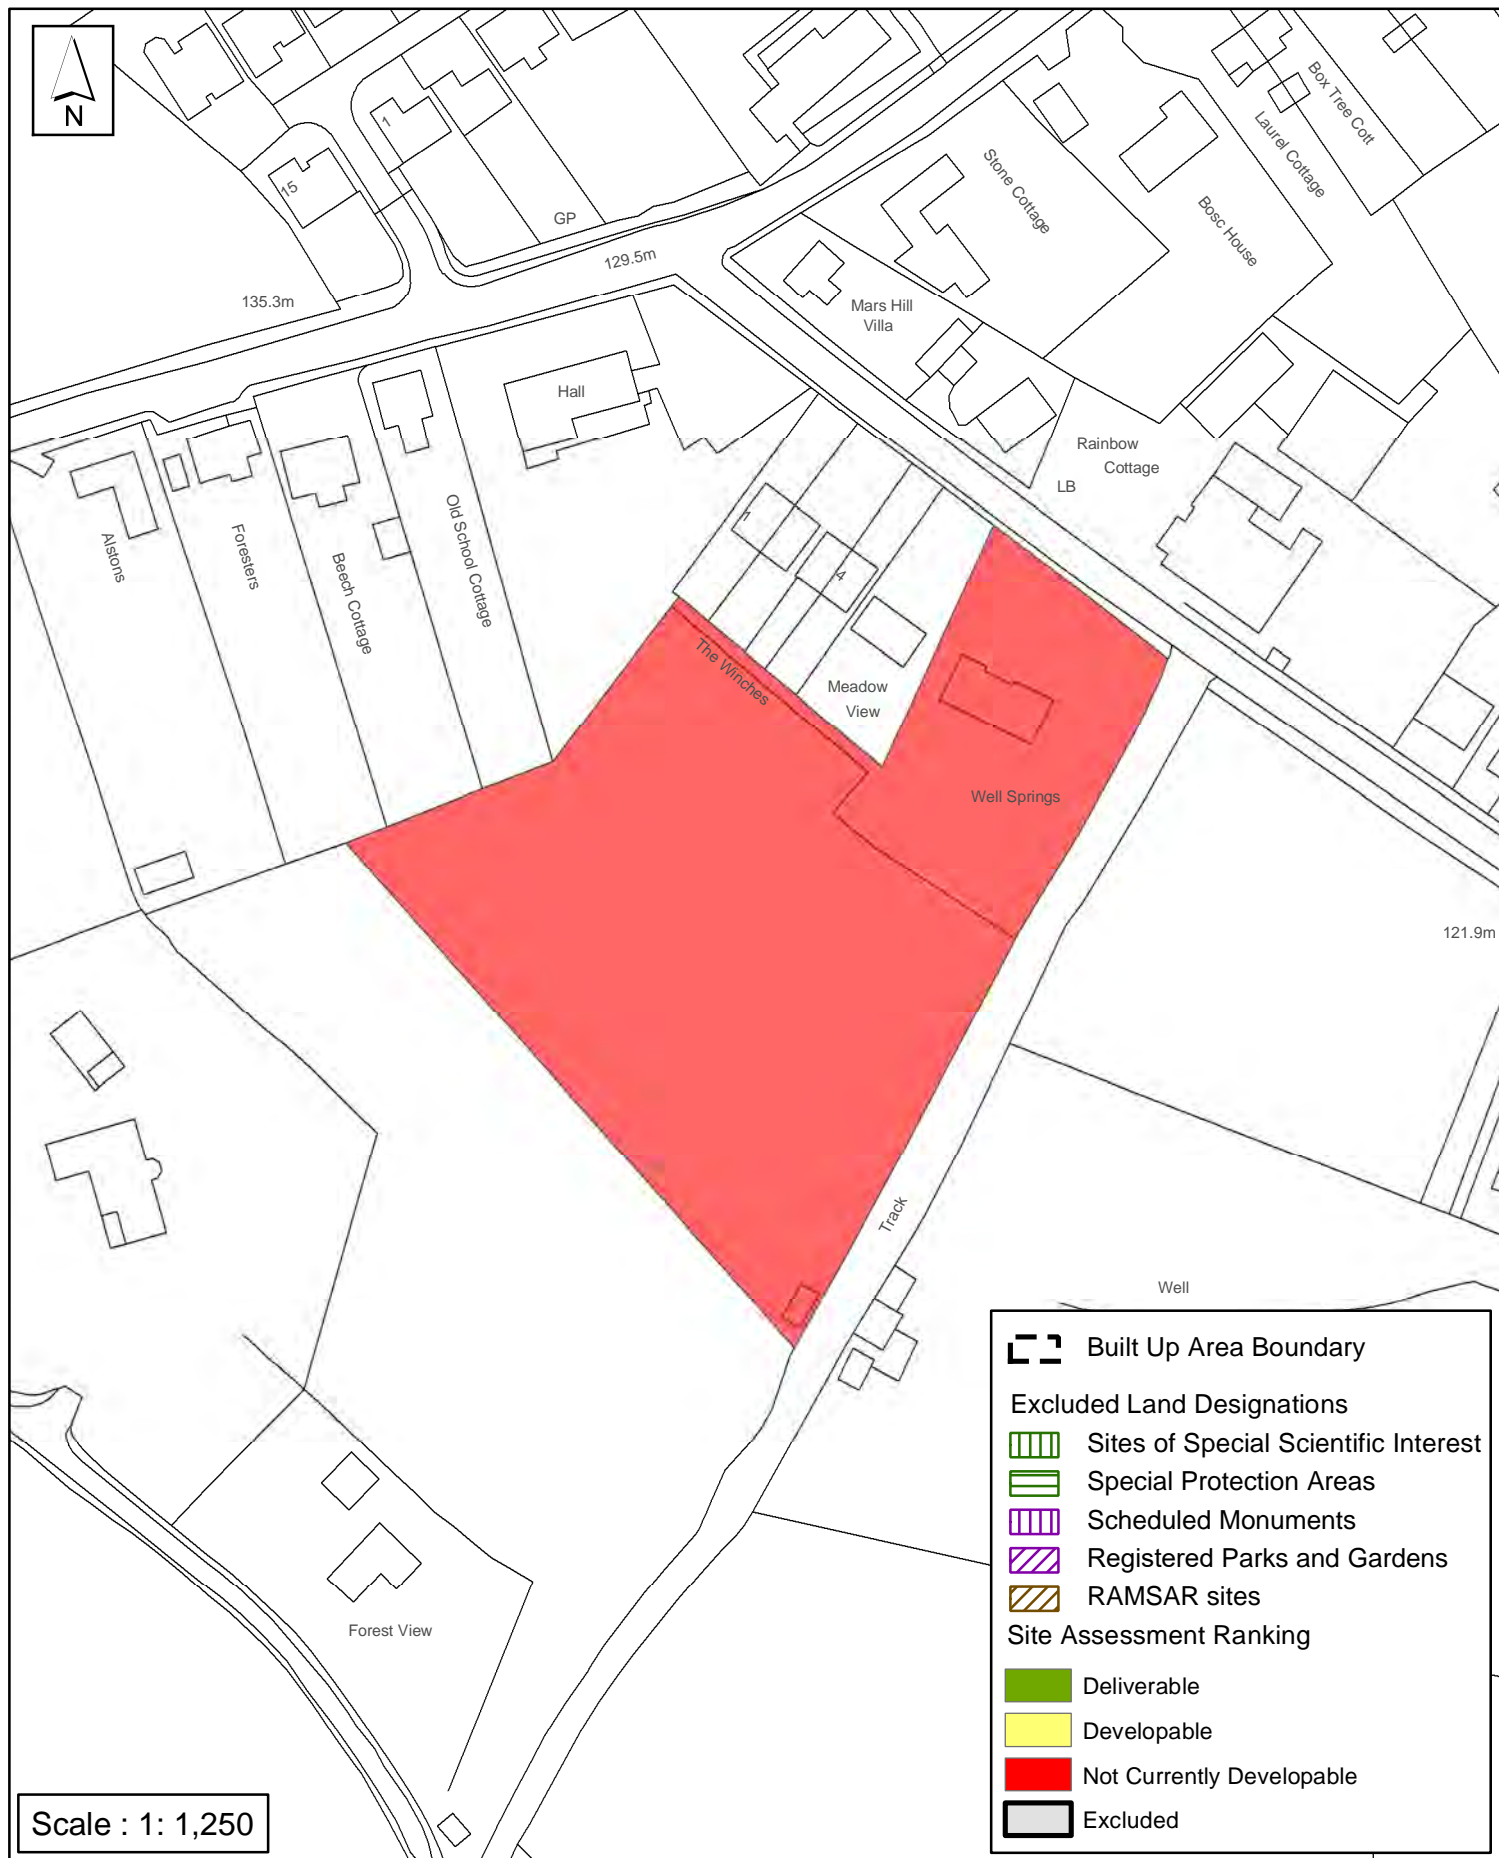 N
1
15
GP
129.5m
135.3m
Box Tree Cott
Laurel Cottage
Stone Cottage
Bosc House
Mars Hill
Villa
Hall
Rainbow
Cottage
LB
Alstons
Foresters
Beech Cottage
Old School Cottage
1
4
The Winches
Meadow
View
Well Springs
121.9m
Track
Well
Forest View
Built Up Area Boundary
Excluded Land Designations
Sites of Special Scientific Interest
Special Protection Areas
Scheduled Monuments
Registered Parks and Gardens
RAMSAR sites
Site Assessment Ranking
Deliverable
Developable
Not Currently Developable
Excluded
Scale : 1: 1,250